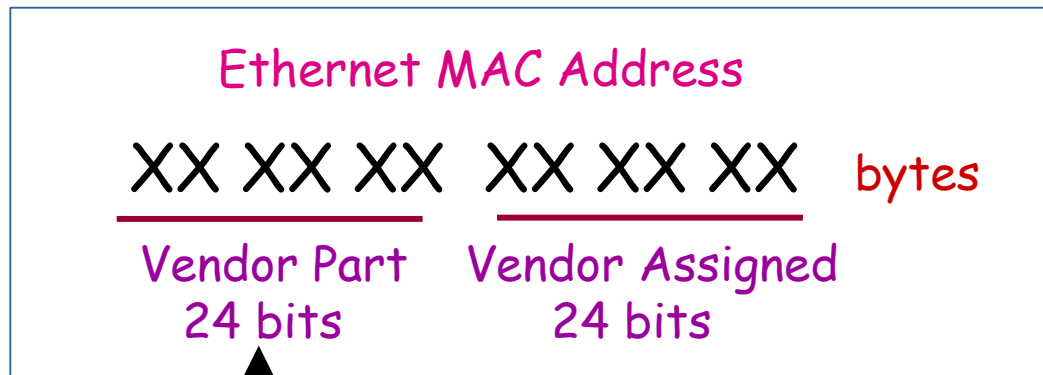 Ethernet MAC Address
XX XX XX XX XX XX bytes
Vendor Part Vendor Assigned
24 bits 24 bits